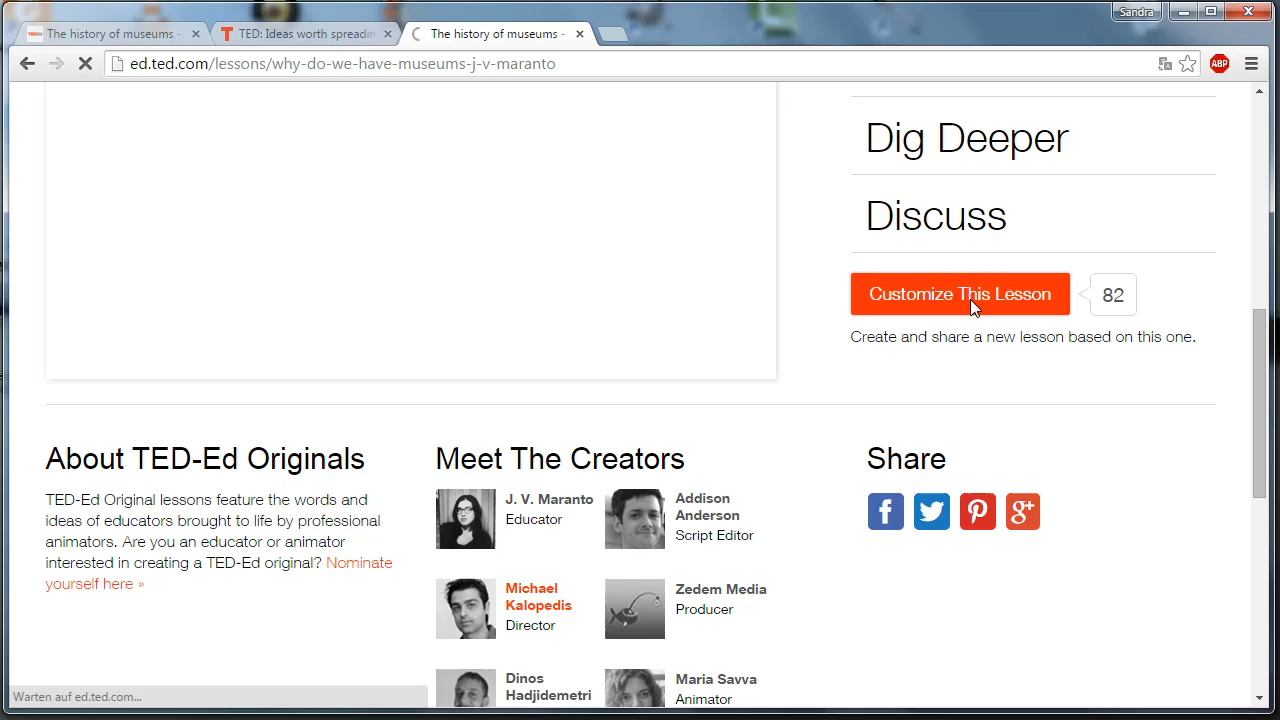 Sandra
The history of museums -
TED: Ideas worth spreadin
The history of museums -
ed.ted.com/lessons/why-do-we-have-museums-j-v-maranto
ABP
Dig Deeper
Discuss
Customize This Lesson
82
Create and share a new lesson based on this one.
About TED-Ed Originals
TED-Ed Original lessons feature the words and
ideas of educators brought to life by professional
animators. Are you an educator or animator
interested in creating a TED-Ed original? Nominate
yourself here »
Meet The Creators
J. V. Maranto
Educator
Addison
Anderson
Script Editor
Michael
Kalopedis
Director
Zedem Media
Producer
Dinos
Hadjidemetri
Maria Savva
Animator
Share
Warten auf ed.ted.com...